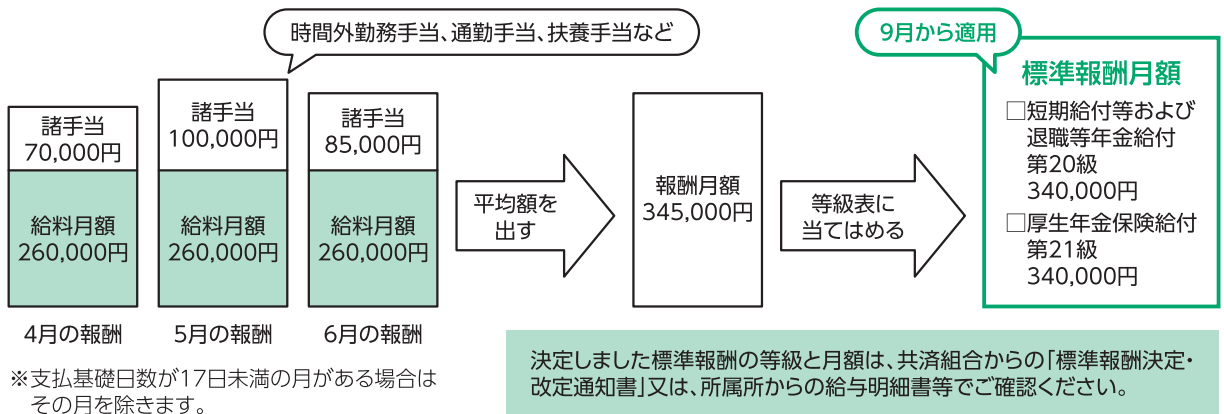 時間外勤務手当、通勤手当、扶養手当など
諸手当
70,000円
給料月額
260,000円
4月の報酬
諸手当
100,000円
給料月額
260,000円
5月の報酬
諸手当
85,000円
給料月額
260,000円
6月の報酬
※支払基礎日数が17日未満の月がある場合は
その月を除きます。
平均額を
出す
報酬月額
345,000円
等級表に
当てはめる
9月から適用
標準報酬月額
□短期給付等および
退職等年金給付
第20級
340,000円
□厚生年金保険給付
第21級
340,000円
決定しました標準報酬の等級と月額は、共済組合からの「標準報酬決定・
改定通知書」又は、所属所からの給与明細書等でご確認ください。